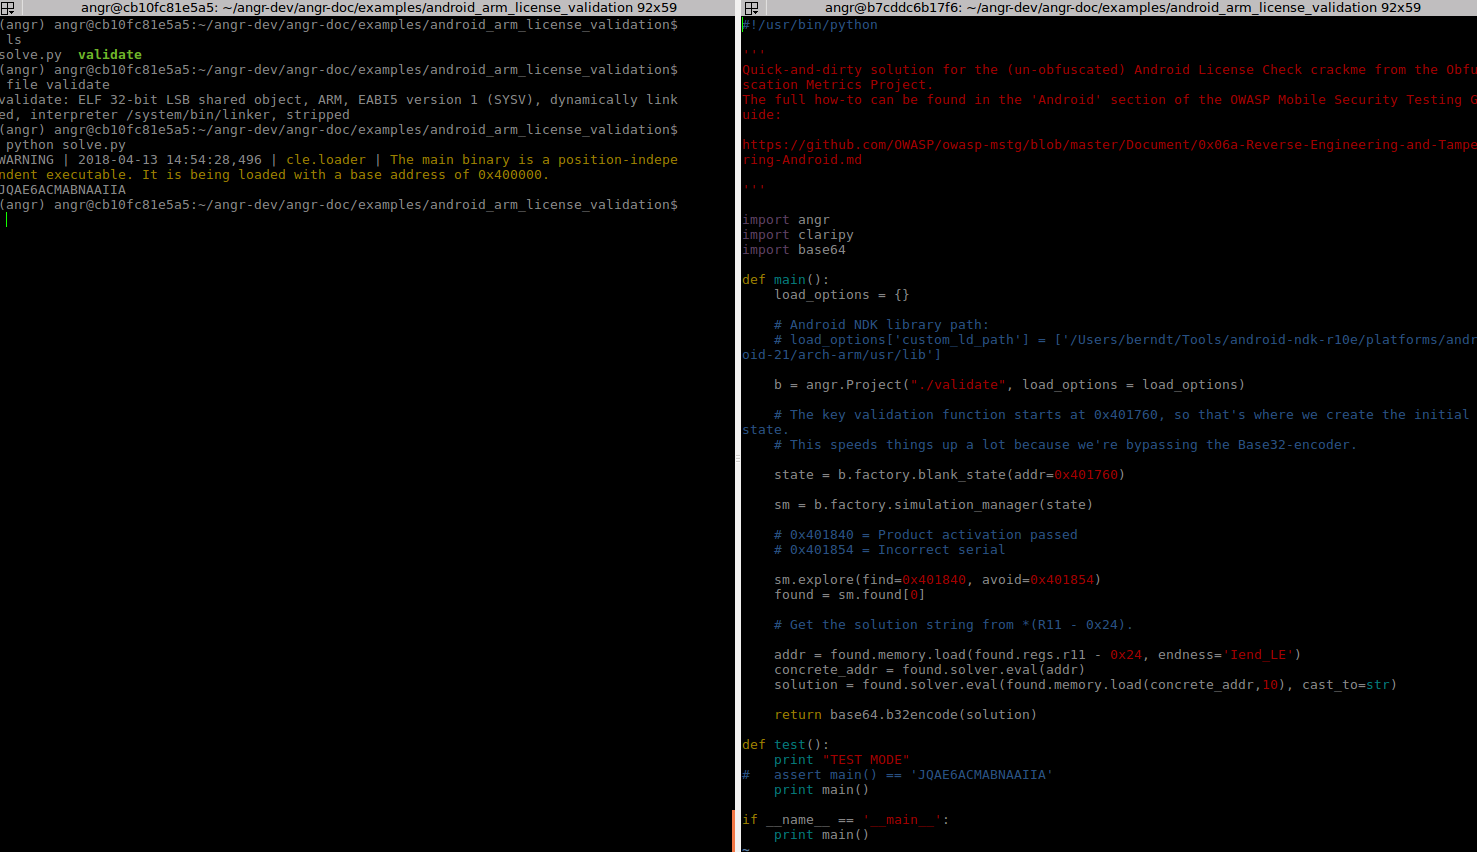 angr@cb10fc81e5a5: ~/angr-dev/angr-doc/examples/android_arm_license_validation 92x59
(angr) angr@cb10fc81e5a5:~/angr-dev/angr-doc/examples/android_arm_license_validation$
ls
solve.py  validate
(angr) angr@cb10fc81e5a5:~/angr-dev/angr-doc/examples/android_arm_license_validation$
file validate
validate: ELF 32-bit LSB shared object, ARM, EABI5 version 1 (SYSV), dynamically link
ed, interpreter /system/bin/linker, stripped
(angr) angr@cb10fc81e5a5:~/angr-dev/angr-doc/examples/android_arm_license_validation$
python solve.py
WARNING | 2018-04-13 14:54:28,496 | cle.loader | The main binary is a position-indepe
ndent executable. It is being loaded with a base address of 0x400000.
JQAE6ACMABNAAIIA
(angr) angr@cb10fc81e5a5:~/angr-dev/angr-doc/examples/android_arm_license_validation$
angr@b7cddc6b17f6: ~/angr-dev/angr-doc/examples/android_arm_license_validation 92x59
#!/usr/bin/python
'''
Quick-and-dirty solution for the (un-obfuscated) Android License Check crackme from the Obfu
scation Metrics Project.
The full how-to can be found in the 'Android' section of the OWASP Mobile Security Testing G
uide:
https://github.com/OWASP/owasp-mstg/blob/master/Document/0x06a-Reverse-Engineering-and-Tampe
ring-Android.md
'''
import angr
import claripy
import base64
def main():
    load_options = {}
    # Android NDK library path:
    # load_options['custom_ld_path'] = ['/Users/berndt/Tools/android-ndk-r10e/platforms/andr
oid-21/arch-arm/usr/lib']
    b = angr.Project("./validate", load_options = load_options)
    # The key validation function starts at 0x401760, so that's where we create the initial
state.
    # This speeds things up a lot because we're bypassing the Base32-encoder.
    state = b.factory.blank_state(addr=0x401760)
    sm = b.factory.simulation_manager(state)
    # 0x401840 = Product activation passed
    # 0x401854 = Incorrect serial
    sm.explore(find=0x401840, avoid=0x401854)
    found = sm.found[0]
    # Get the solution string from *(R11 - 0x24).
    addr = found.memory.load(found.regs.r11 - 0x24, endness='Iend_LE')
    concrete_addr = found.solver.eval(addr)
    solution = found.solver.eval(found.memory.load(concrete_addr,10), cast_to=str)
    return base64.b32encode(solution)
def test():
    print "TEST MODE"
#   assert main() == 'JQAE6ACMABNAAIIA'
    print main()
if __name__ == '__main__':
    print main()
~